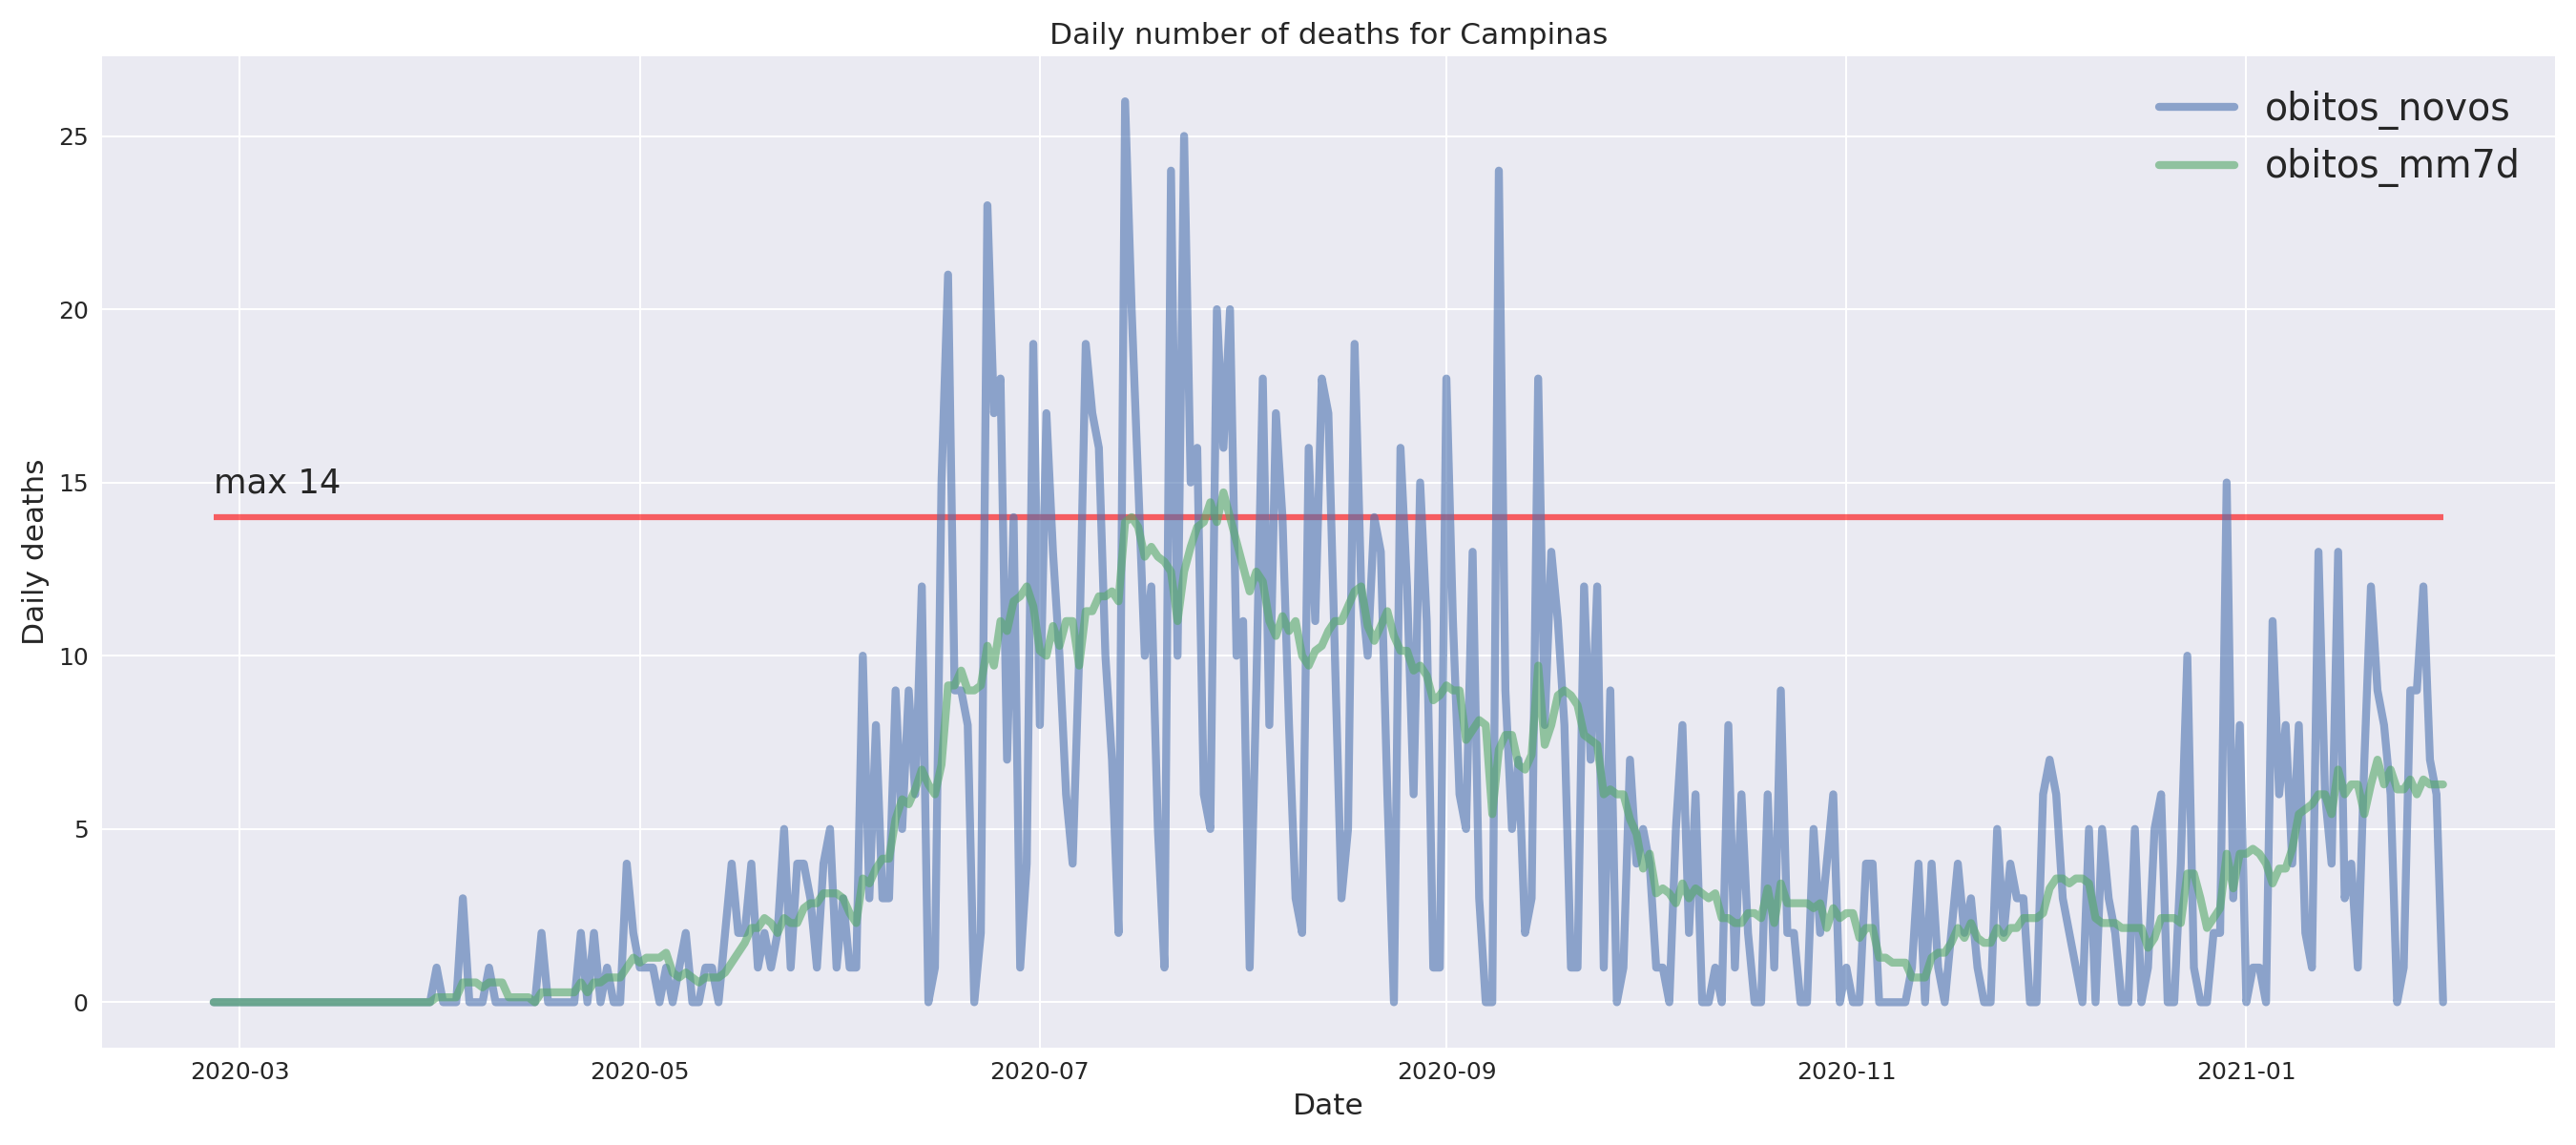 Daily number of deaths for Campinas
obitos_novos
obitos_mm7d
max 14
Daily deaths
25
20
15
10
5
0
2020-03
2020-05
2020-07
2020-09
2020-11
2021-01
Date